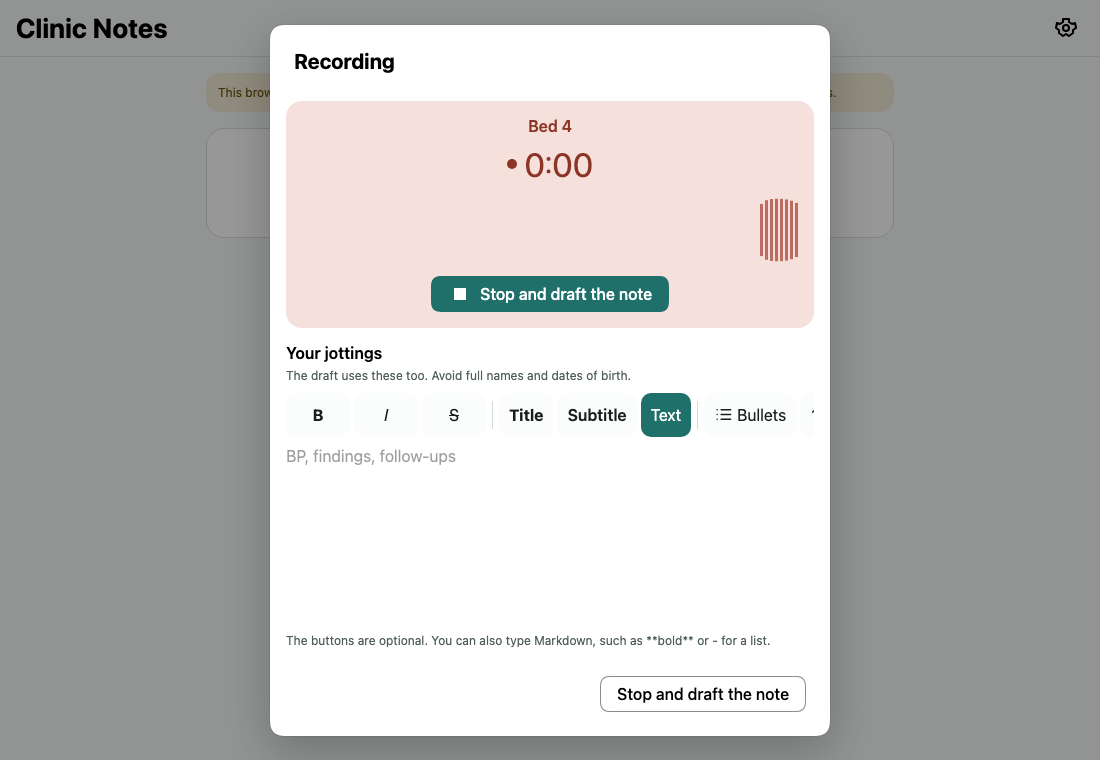 Clinic Notes
Recording
This brow
s.
Bed 4
0:00
Stop and draft the note
Your jottings
The draft uses these too. Avoid full names and dates of birth.
B I S Title Subtitle Text Bullets
BP, findings, follow-ups
The buttons are optional. You can also type Markdown, such as **bold** or - for a list.
Stop and draft the note